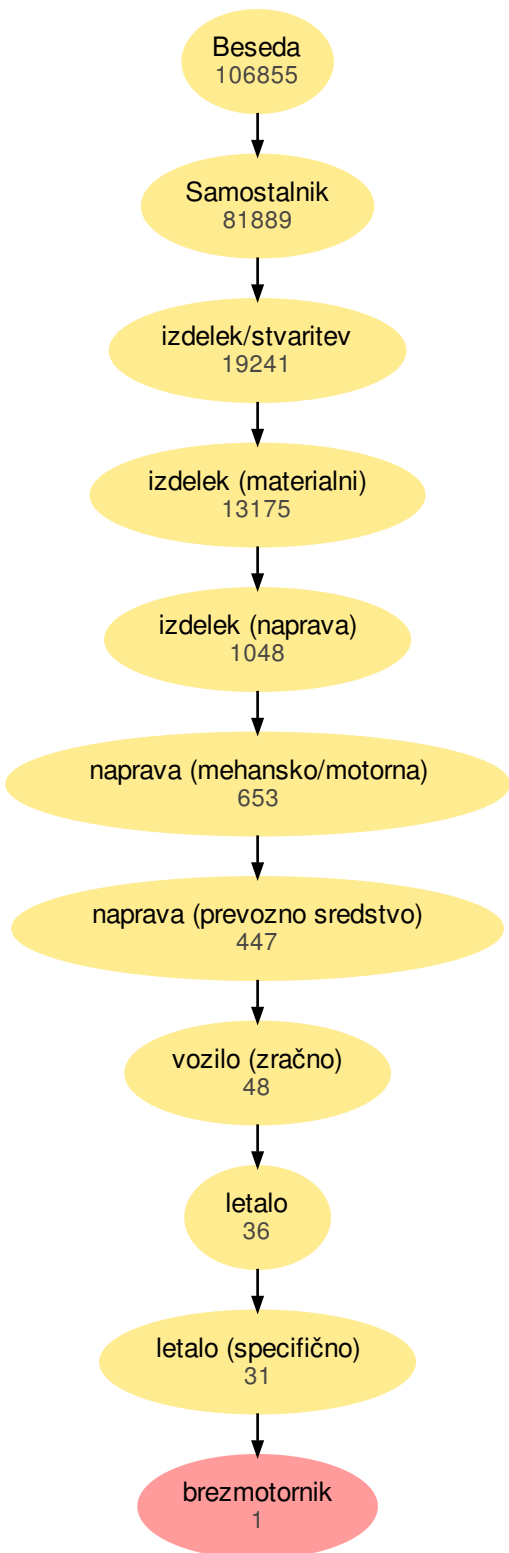 Beseda
106855
Samostalnik
81889
izdelek/stvaritev
19241
izdelek (materialni)
13175
izdelek (naprava)
1048
naprava (mehansko/motorna)
653
naprava (prevozno sredstvo)
447
vozilo (zračno)
48
letalo
36
letalo (specifično)
31
brezmotornik
1